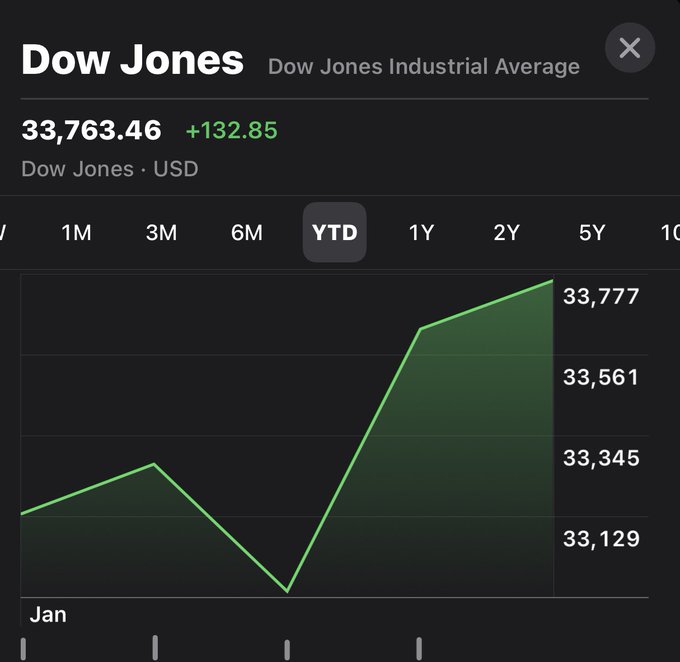 Dow Jones Dow Jones Industrial Average
33,763.46 +132.85
Dow Jones · USD
1M 3M 6M YTD 1Y 2Y 5Y 10
33,777
33,561
33,345
33,129
Jan